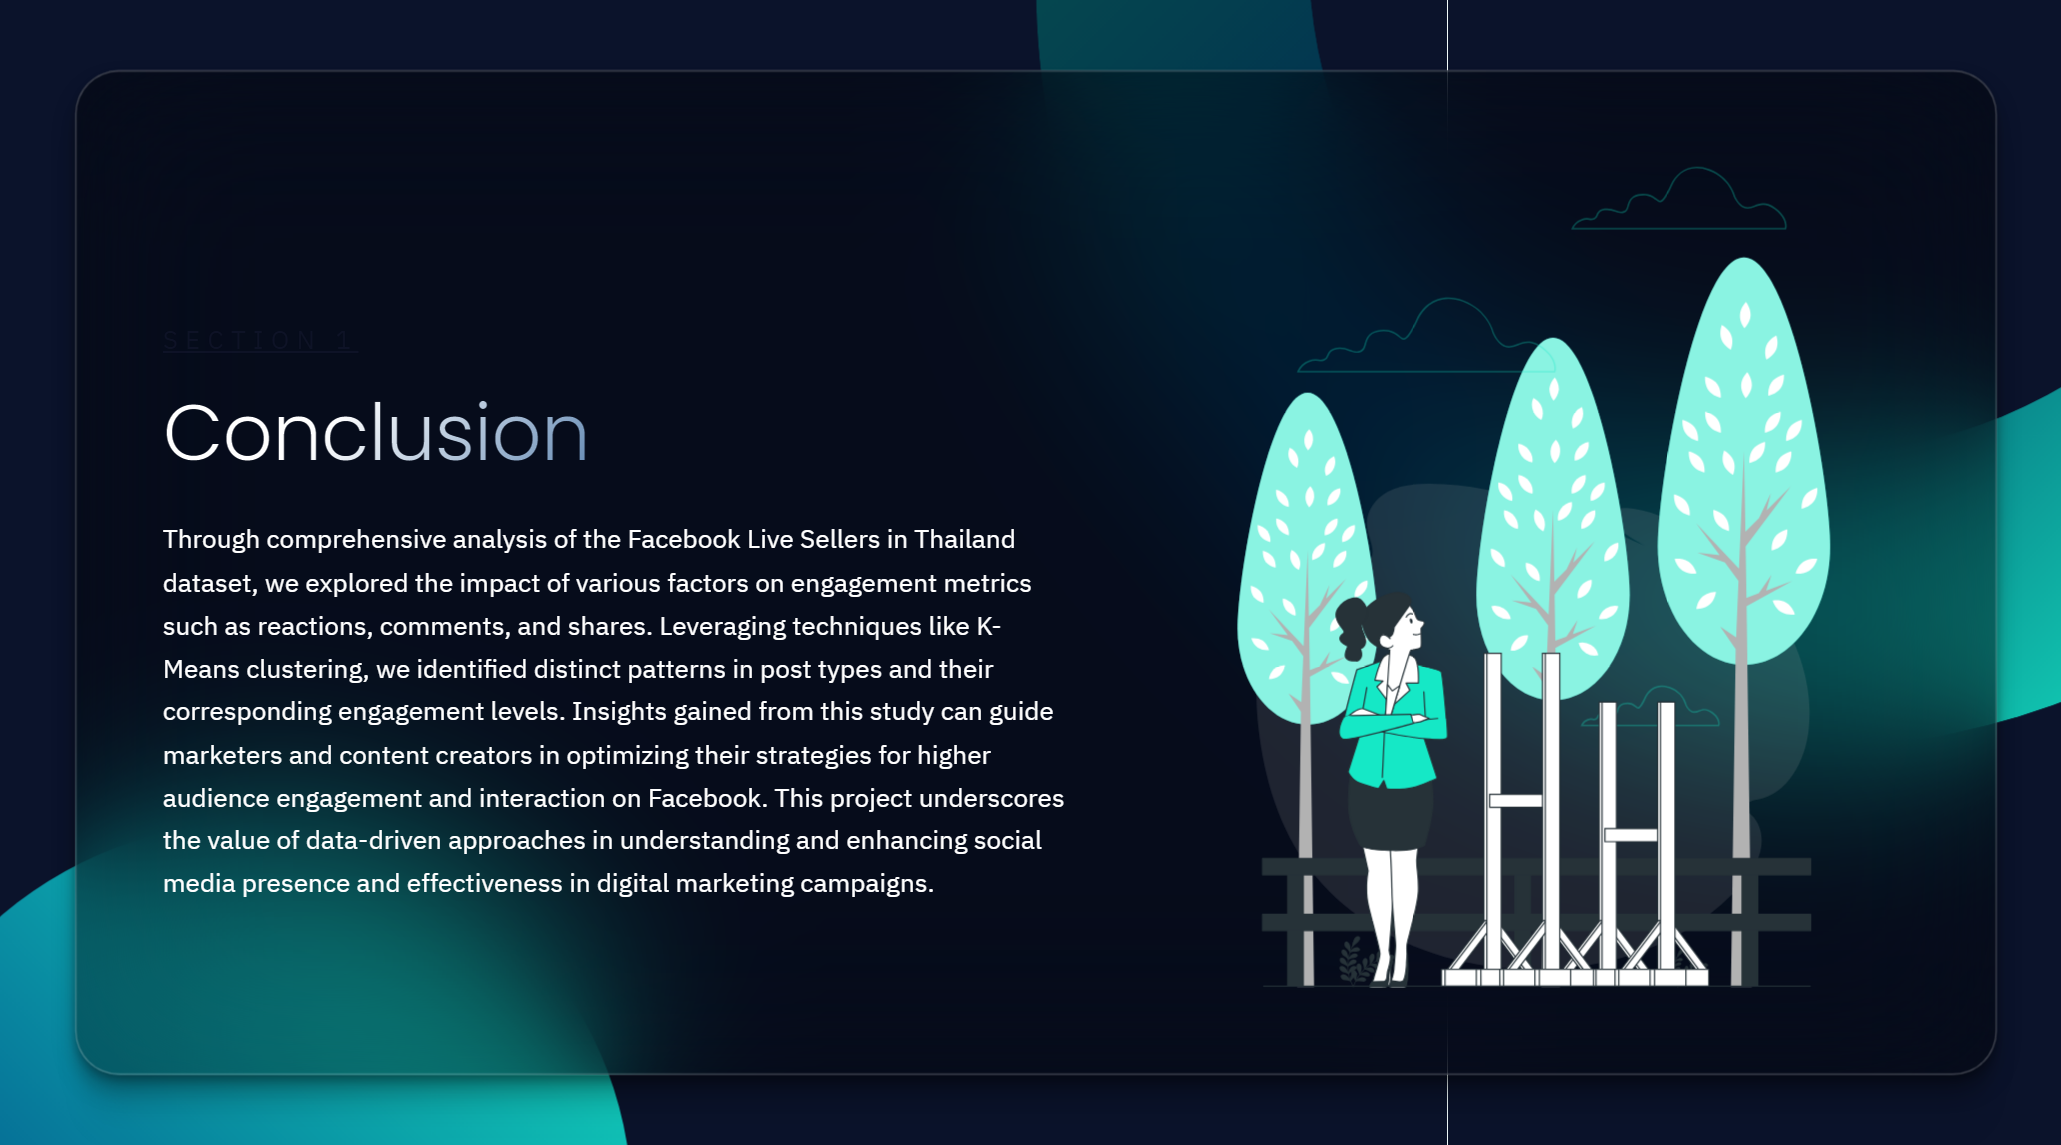 SECTION 1
Conclusion
Through comprehensive analysis of the Facebook Live Sellers in Thailand
dataset, we explored the impact of various factors on engagement metrics
such as reactions, comments, and shares. Leveraging techniques like K-
Means clustering, we identified distinct patterns in post types and their
corresponding engagement levels. Insights gained from this study can guide
marketers and content creators in optimizing their strategies for higher
audience engagement and interaction on Facebook. This project underscores
the value of data-driven approaches in understanding and enhancing social
media presence and effectiveness in digital marketing campaigns.